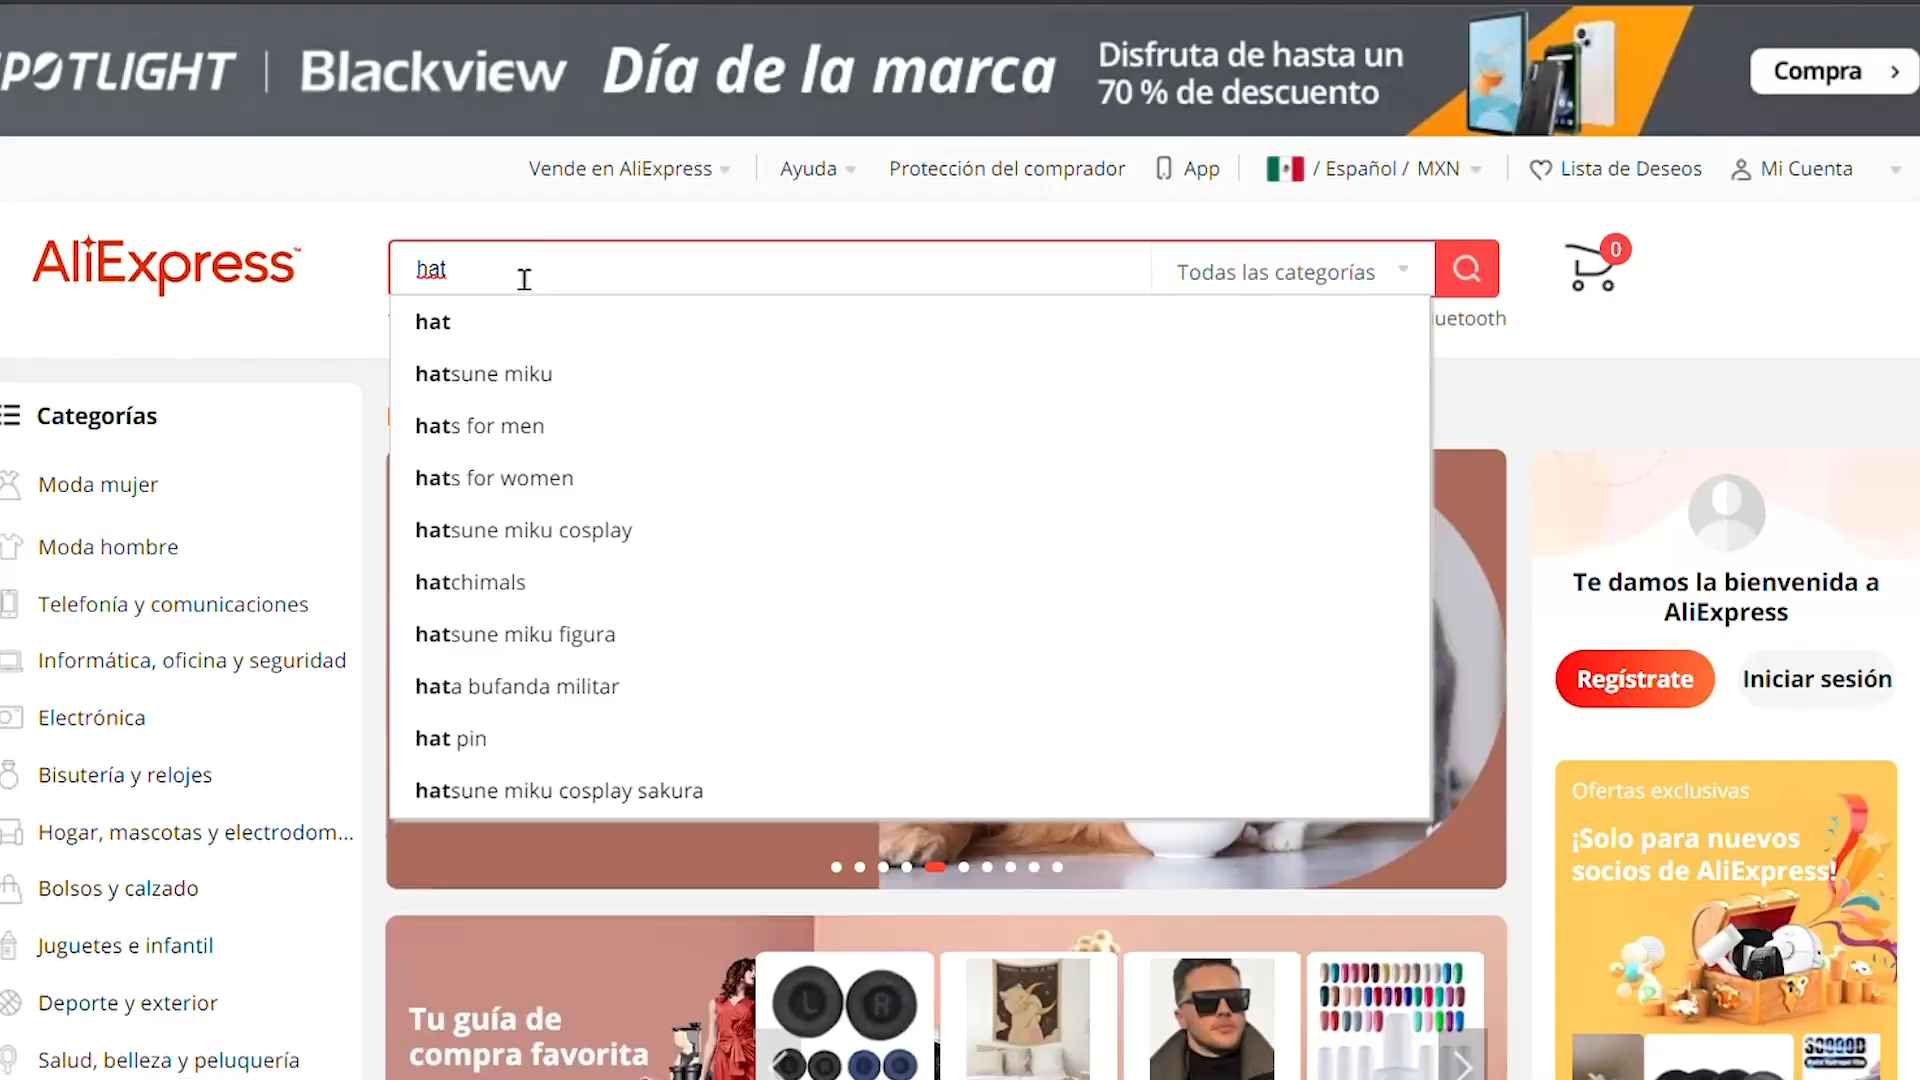 SPOTLIGHT | Blackview Día de la marca
Disfruta de hasta un
70 % de descuento
Compra
Vende en AliExpress
Ayuda
Protección del comprador
App
/ Español / MXN
Lista de Deseos
Mi Cuenta
AliExpress™
hat
Todas las categorías
0
uetooth
hat
hatsune miku
hats for men
hats for women
hatsune miku cosplay
hatchimals
hatsune miku figura
hata bufanda militar
hat pin
hatsune miku cosplay sakura
Categorías
Moda mujer
Moda hombre
Telefonía y comunicaciones
Informática, oficina y seguridad
Electrónica
Bisutería y relojes
Hogar, mascotas y electrodom...
Bolsos y calzado
Juguetes e infantil
Deporte y exterior
Salud, belleza y peluquería
Te damos la bienvenida a
AliExpress
Regístrate
Iniciar sesión
Ofertas exclusivas
¡Solo para nuevos
socios de AliExpress!
Tu guía de
compra favorita
L